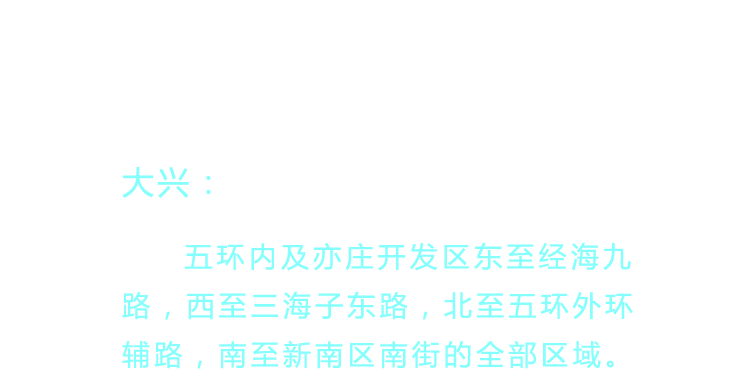 大兴：
五环内及亦庄开发区东至经海九
路，西至三海子东路，北至五环外环
辅路，南至新南区南街的全部区域。